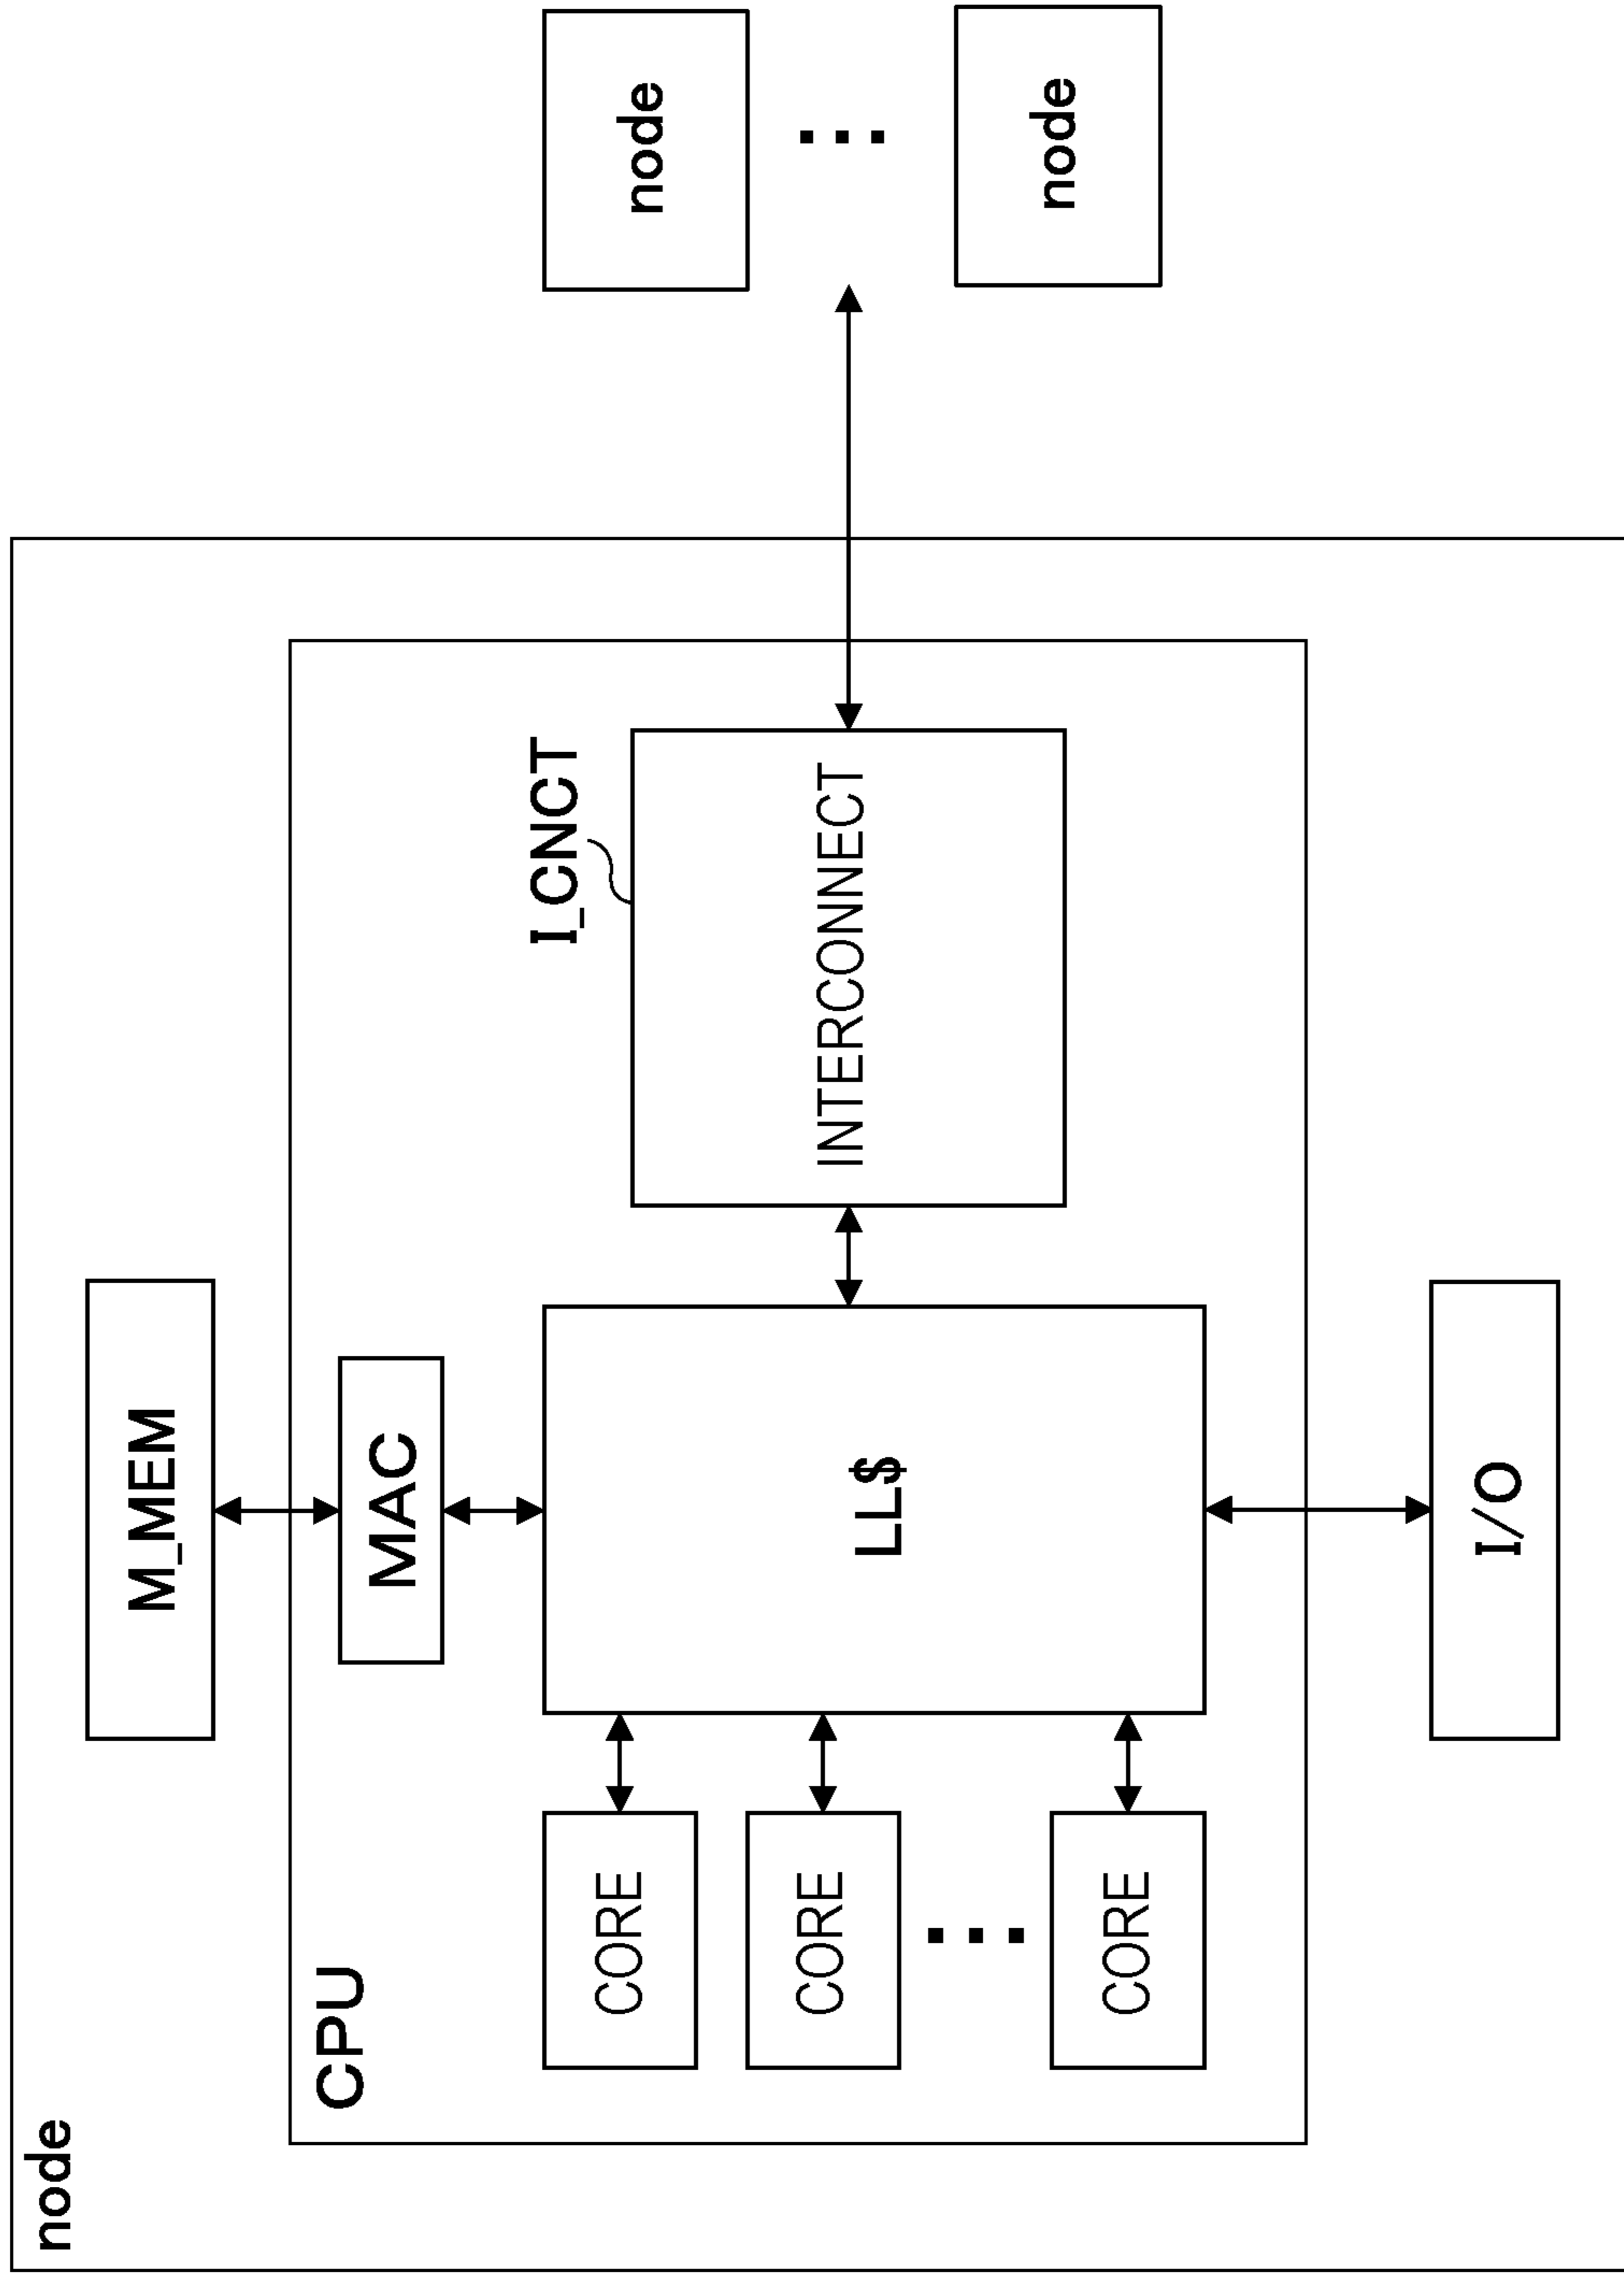 node
M_MEM
CPU
MAC
I_CNCT
CORE
CORE
CORE
LL$
INTERCONNECT
node
node
I/O